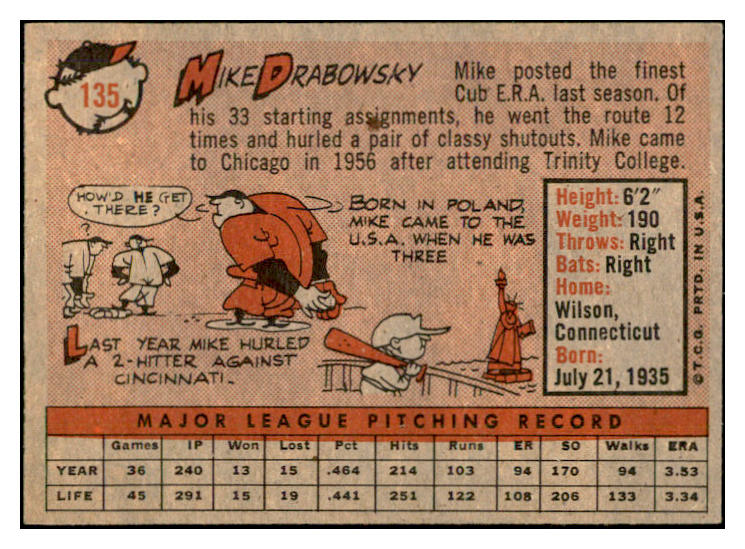 135
MIKE DRABOWSKY
Mike posted the finest
Cub E.R.A. last season. Of
his 33 starting assignments, he went the route 12
times and hurled a pair of classy shutouts. Mike came
to Chicago in 1956 after attending Trinity College.
HOW'D HE GET
THERE?
?
BORN IN POLAND,
MIKE CAME TO THE
U.S.A. WHEN HE WAS
THREE
LAST YEAR MIKE HURLED
A 2-HITTER AGAINST
CINCINNATI.
Height: 6'2"
Weight: 190
Throws: Right
Bats: Right
Home:
Wilson,
Connecticut
Born:
July 21, 1935
© T.C.G. PRTD. IN U.S.A.
MAJOR LEAGUE PITCHING RECORD
Games IP Won Lost Pct Hits Runs ER SO Walks ERA
YEAR 36 240 13 15 .464 214 103 94 170 94 3.53
LIFE 45 291 15 19 .441 251 122 108 206 133 3.34